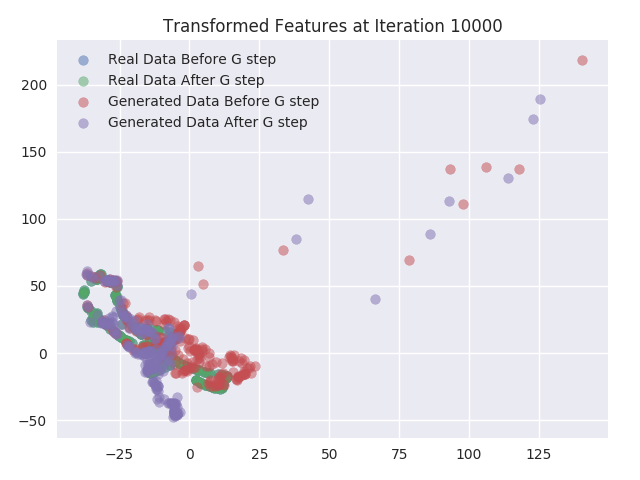 Transformed Features at Iteration 10000
Real Data Before G step
Real Data After G step
Generated Data Before G step
Generated Data After G step
200
150
100
50
0
−50
−25 0 25 50 75 100 125